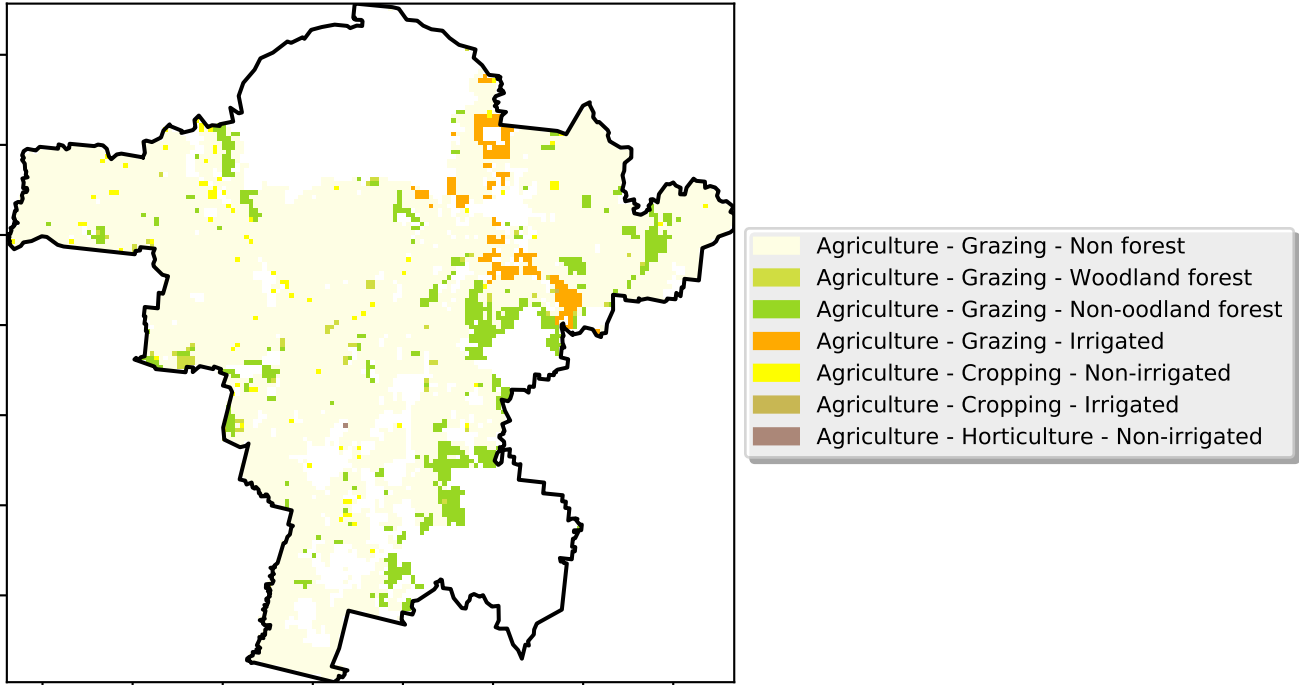 Agriculture - Grazing - Non forest
Agriculture - Grazing - Woodland forest
Agriculture - Grazing - Non-oodland forest
Agriculture - Grazing - Irrigated
Agriculture - Cropping - Non-irrigated
Agriculture - Cropping - Irrigated
Agriculture - Horticulture - Non-irrigated